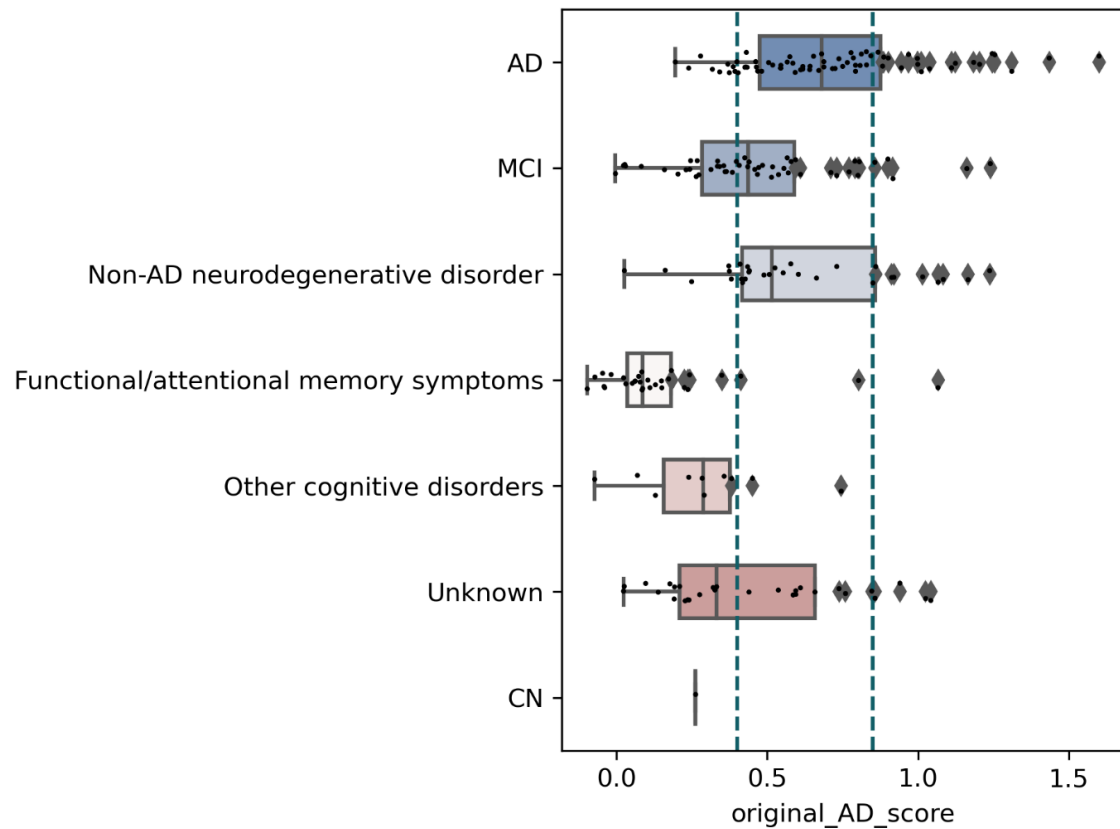 AD
MCI
Non-AD neurodegenerative disorder
Functional/attentional memory symptoms
Other cognitive disorders
Unknown
CN
0.0 0.5 1.0 1.5
original_AD_score